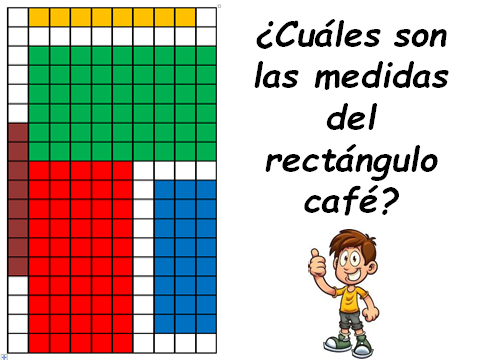 ¿Cuáles son
las medidas
del
rectángulo
café?